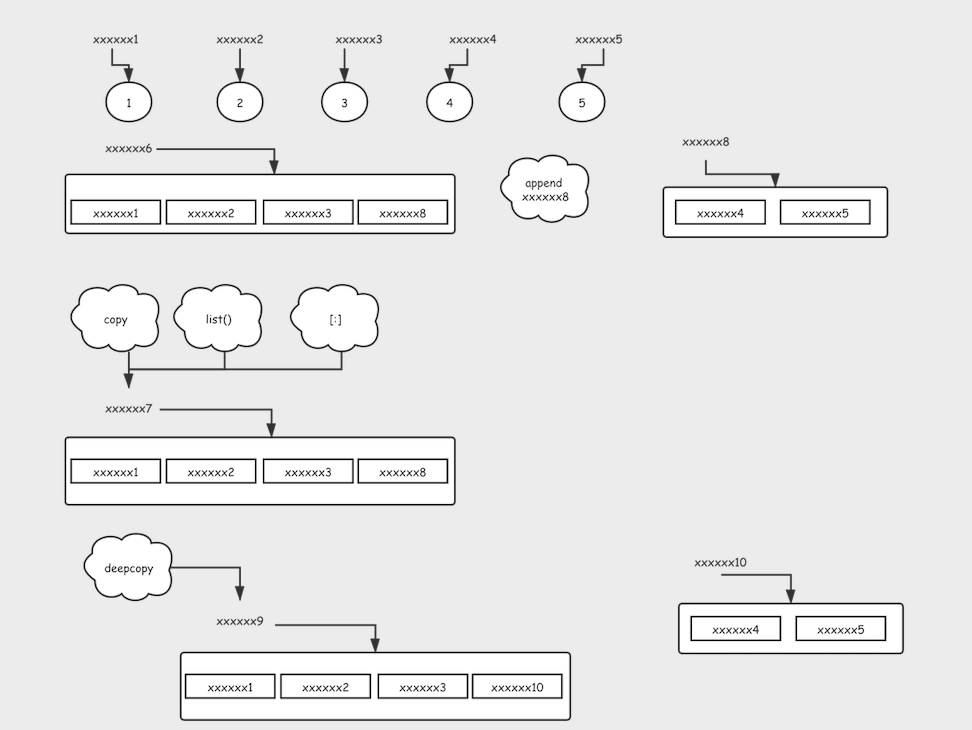 xxxxxx1 xxxxxx2 xxxxxx3 xxxxxx4 xxxxxx5
1 2 3 4 5
xxxxxx6
xxxxxx8
append
xxxxxx8
xxxxxx1 xxxxxx2 xxxxxx3 xxxxxx8
xxxxxx4 xxxxxx5
copy list() [:]
xxxxxx7
xxxxxx1 xxxxxx2 xxxxxx3 xxxxxx8
deepcopy
xxxxxx10
xxxxxx9
xxxxxx4 xxxxxx5
xxxxxx1 xxxxxx2 xxxxxx3 xxxxxx10